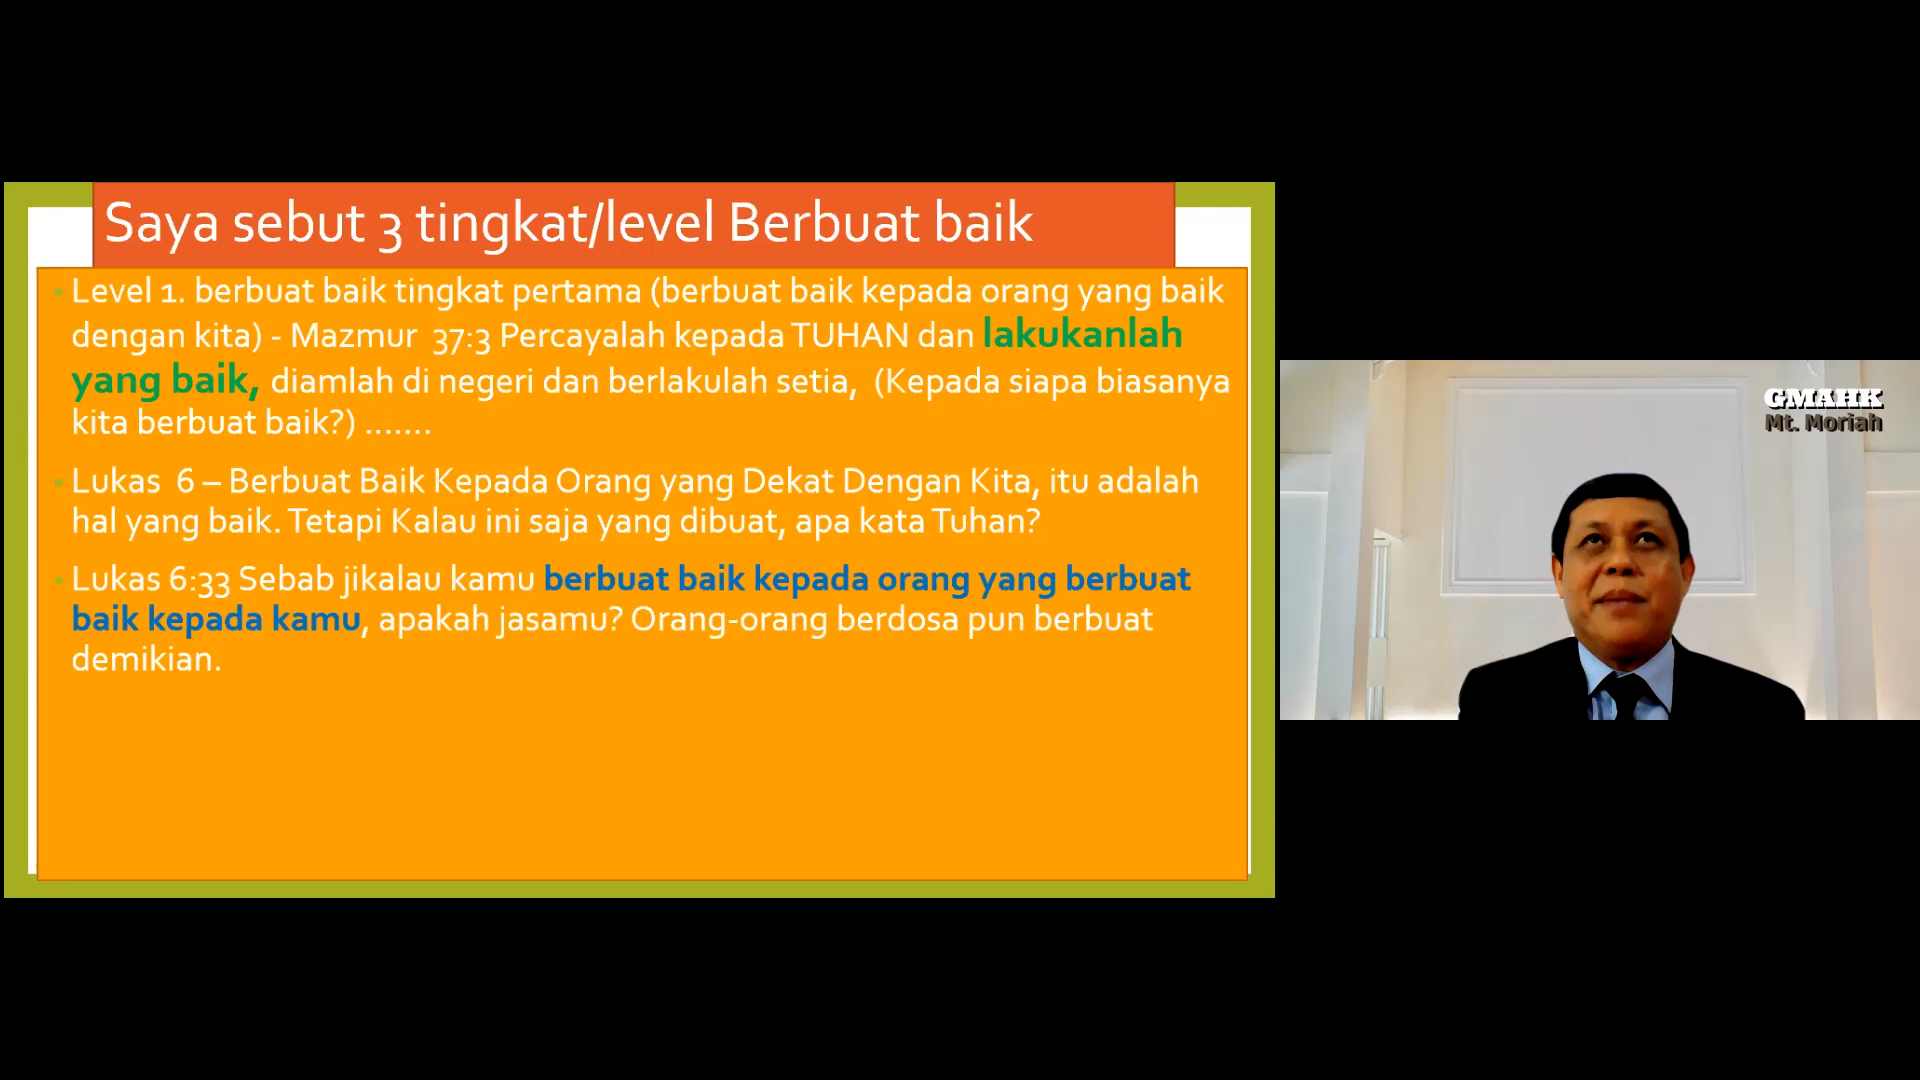 Saya sebut 3 tingkat/level Berbuat baik
• Level 1. berbuat baik tingkat pertama (berbuat baik kepada orang yang baik
dengan kita) - Mazmur 37:3 Percayalah kepada TUHAN dan lakukanlah
yang baik, diamlah di negeri dan berlakulah setia, (Kepada siapa biasanya
kita berbuat baik?) .......
• Lukas 6 – Berbuat Baik Kepada Orang yang Dekat Dengan Kita, itu adalah
hal yang baik. Tetapi Kalau ini saja yang dibuat, apa kata Tuhan?
• Lukas 6:33 Sebab jikalau kamu berbuat baik kepada orang yang berbuat
baik kepada kamu, apakah jasamu? Orang-orang berdosa pun berbuat
demikian.
GMAHK
Mt. Moriah